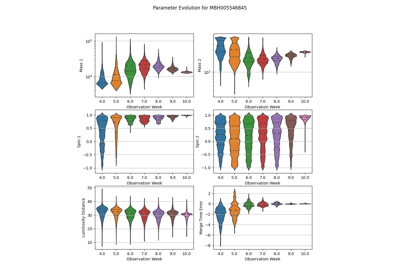 Parameter Evolution for MBH005546845
Mass 1
10⁵
10⁴
4.0 5.0 6.0 7.0 8.0 9.0 10.0
Observation Week
Mass 2
4.0 5.0 6.0 7.0 8.0 9.0 10.0
Observation Week
Spin 1
1.0
0.5
0.0
−0.5
−1.0
4.0 5.0 6.0 7.0 8.0 9.0 10.0
Observation Week
1.0
0.5
0.0
−0.5
−1.0
4.0 5.0 6.0 7.0 8.0 9.0 10.0
Observation Week
Luminosity Distance
50
40
30
20
10
4.0 5.0 6.0 7.0 8.0 9.0 10.0
Observation Week
Merge Time Error
2
0
−2
−4
−6
−8
4.0 5.0 6.0 7.0 8.0 9.0 10.0
Observation Week